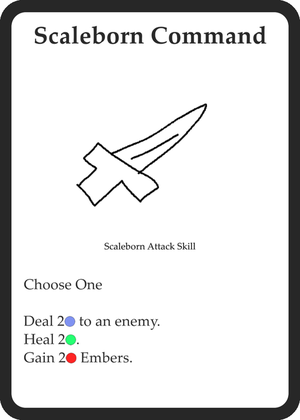 Scaleborn Command
Scaleborn Attack Skill
Choose One
Deal 2 to an enemy.
Heal 2.
Gain 2 Embers.